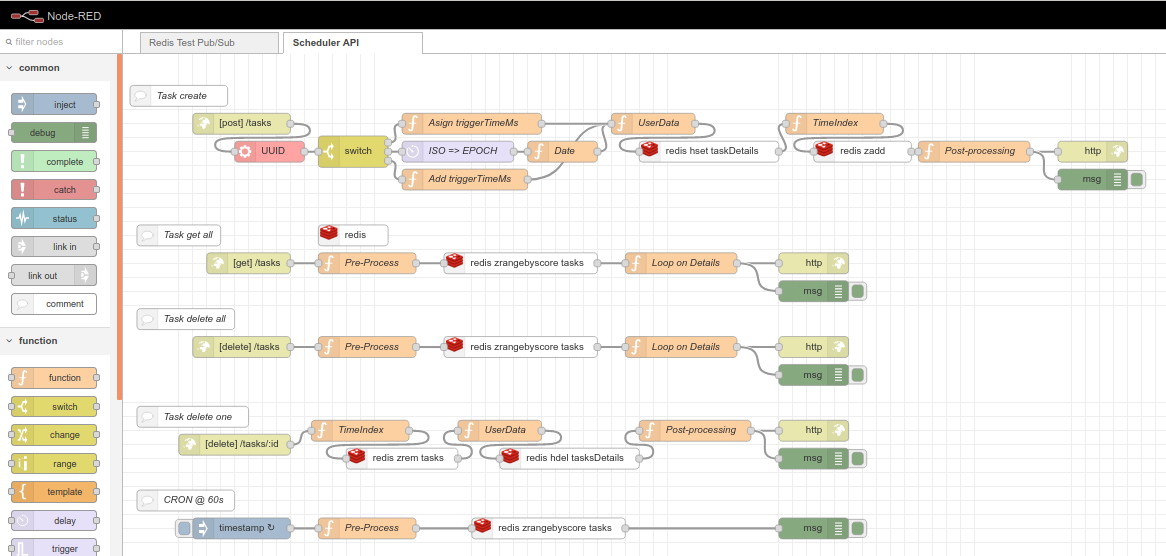 Node-RED
filter nodes
Redis Test Pub/Sub
Scheduler API
common
inject
debug
complete
catch
status
link in
link out
comment
function
function
switch
change
range
template
delay
trigger
Task create
[post] /tasks
UUID
switch
Asign triggerTimeMs
ISO => EPOCH
Date
Add triggerTimeMs
UserData
redis hset taskDetails
TimeIndex
redis zadd
Post-processing
http
msg
Task get all
redis
[get] /tasks
Pre-Process
redis zrangebyscore tasks
Loop on Details
http
msg
Task delete all
[delete] /tasks
Pre-Process
redis zrangebyscore tasks
Loop on Details
http
msg
Task delete one
[delete] /tasks/:id
TimeIndex
redis zrem tasks
UserData
redis hdel tasksDetails
Post-processing
http
msg
CRON @ 60s
timestamp ↻
Pre-Process
redis zrangebyscore tasks
msg